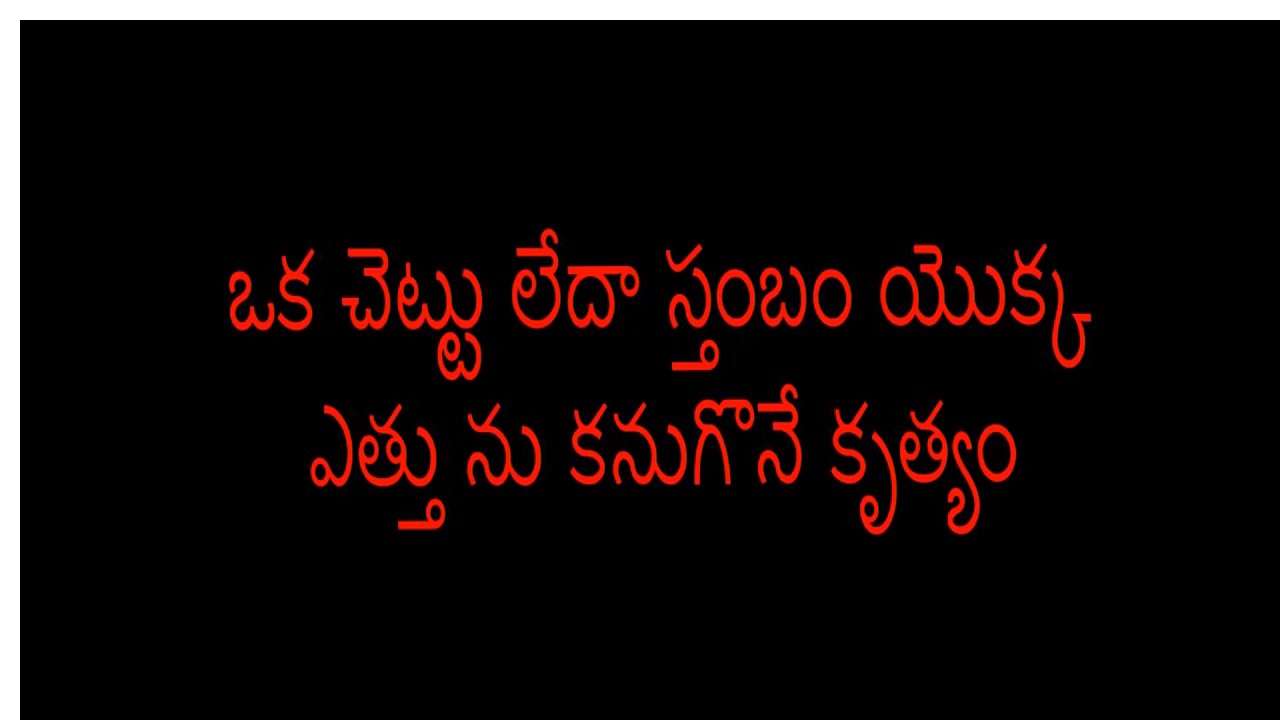 ఒక చెట్టు లేదా స్తంబం యొక్క
ఎత్తు ను కనుగొనే కృత్యం